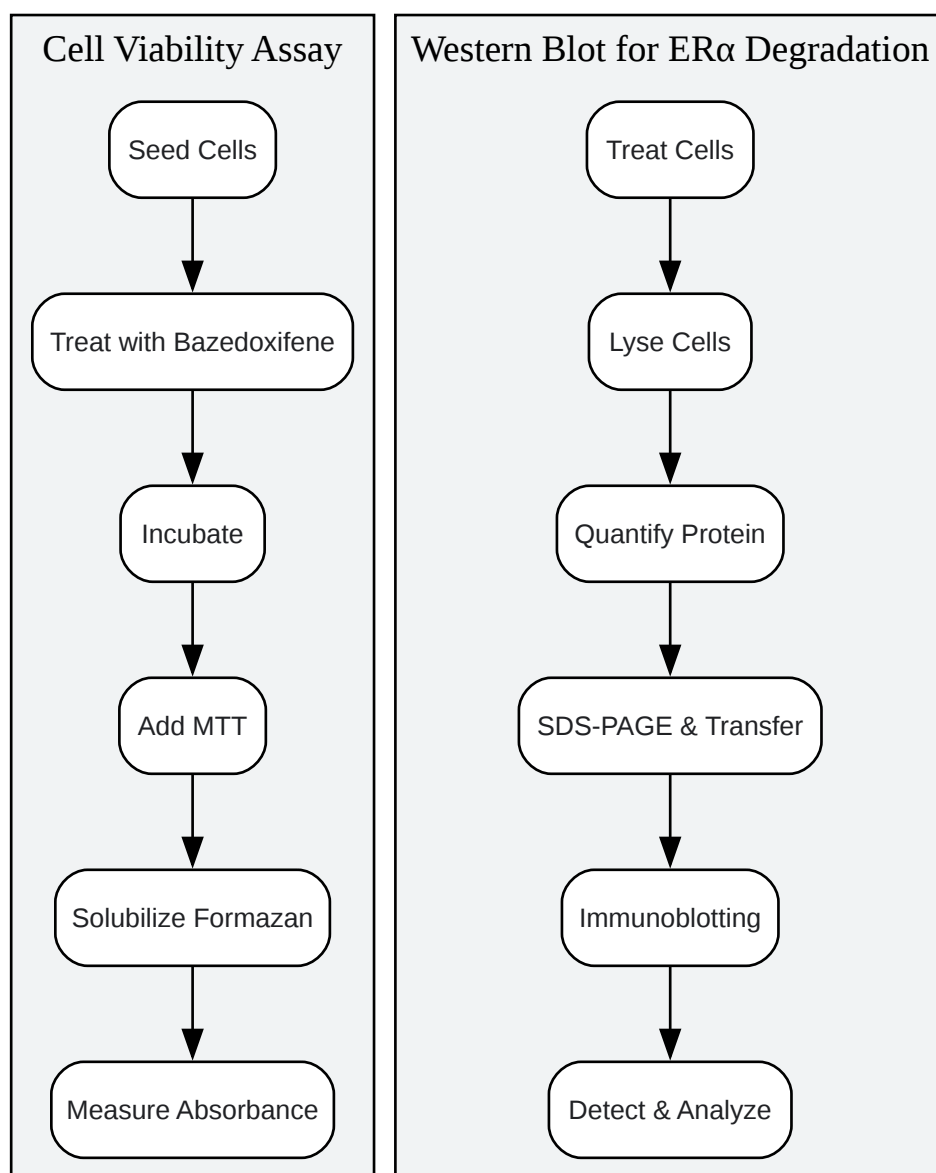 Cell Viability Assay
Seed Cells
Treat with Bazedoxifene
Incubate
Add MTT
Solubilize Formazan
Measure Absorbance
Western Blot for ERα Degradation
Treat Cells
Lyse Cells
Quantify Protein
SDS-PAGE & Transfer
Immunoblotting
Detect & Analyze